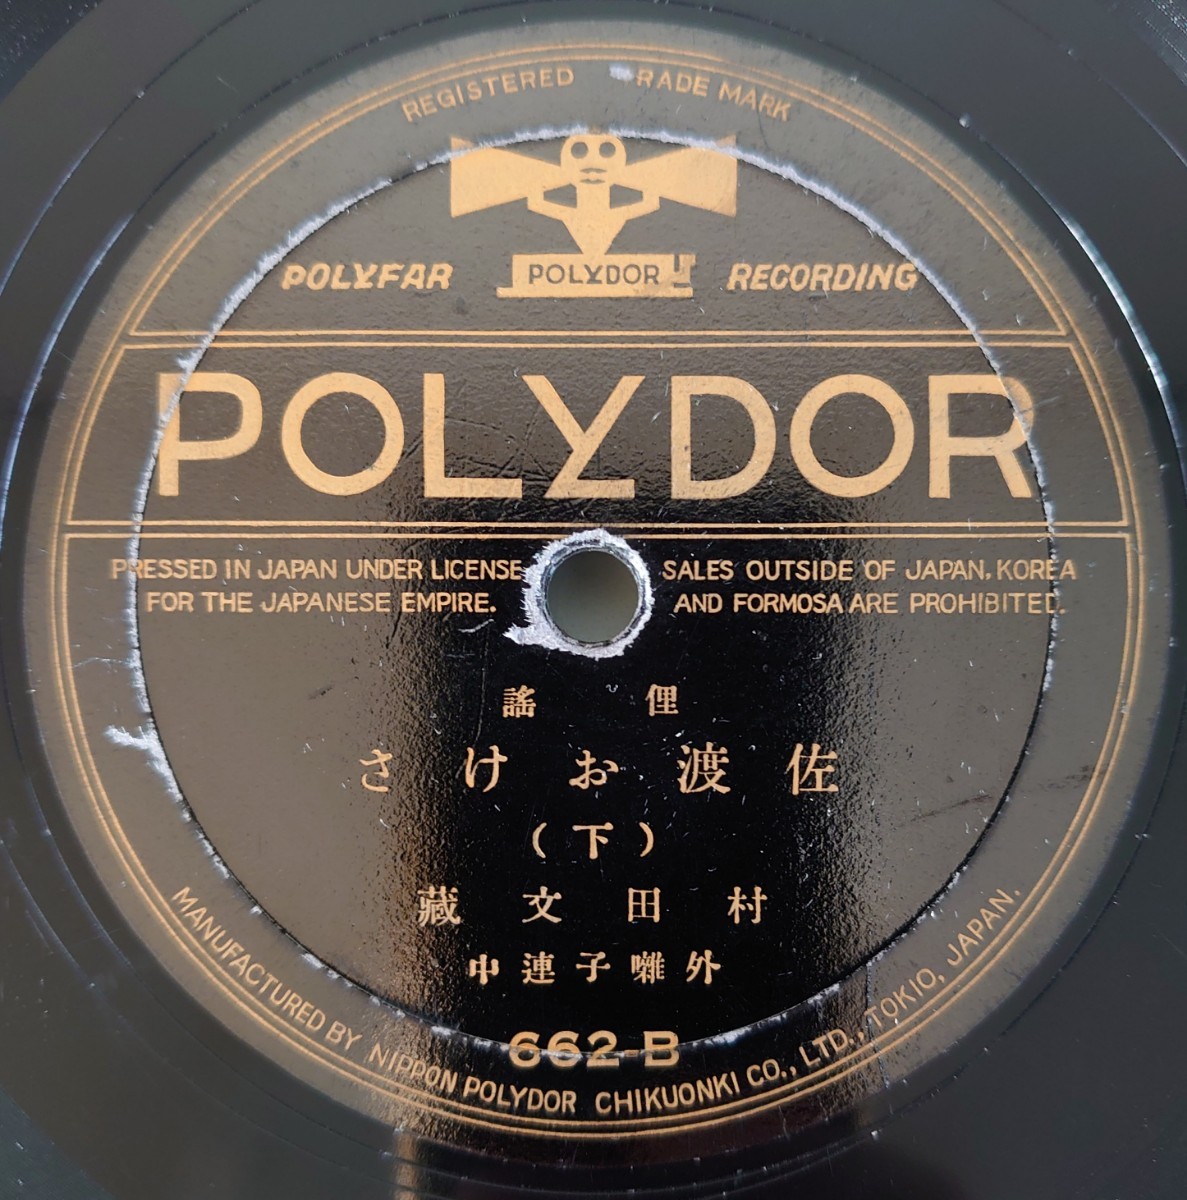 REGISTERED TRADE MARK
POLYFAR POLYDOR RECORDING
POLYDOR
PRESSED IN JAPAN UNDER LICENSE
FOR THE JAPANESE EMPIRE.
SALES OUTSIDE OF JAPAN, KOREA
AND FORMOSA ARE PROHIBITED.
俚謠
佐渡おけさ
(下)
村田文藏
外囃子連中
662-B
MANUFACTURED BY NIPPON POLYDOR CHIKUONKI CO., LTD., TOKIO, JAPAN.